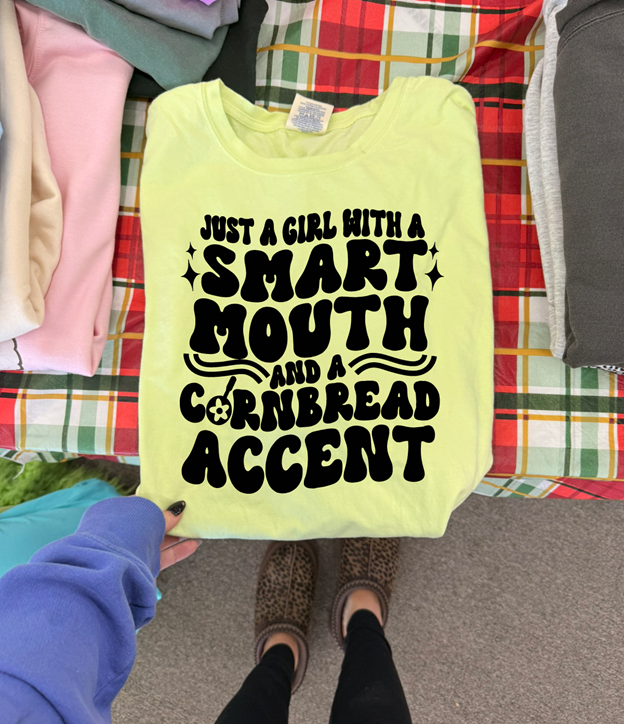 JUST A GIRL WITH A
SMART
MOUTH
AND A
CORNBREAD
ACCENT